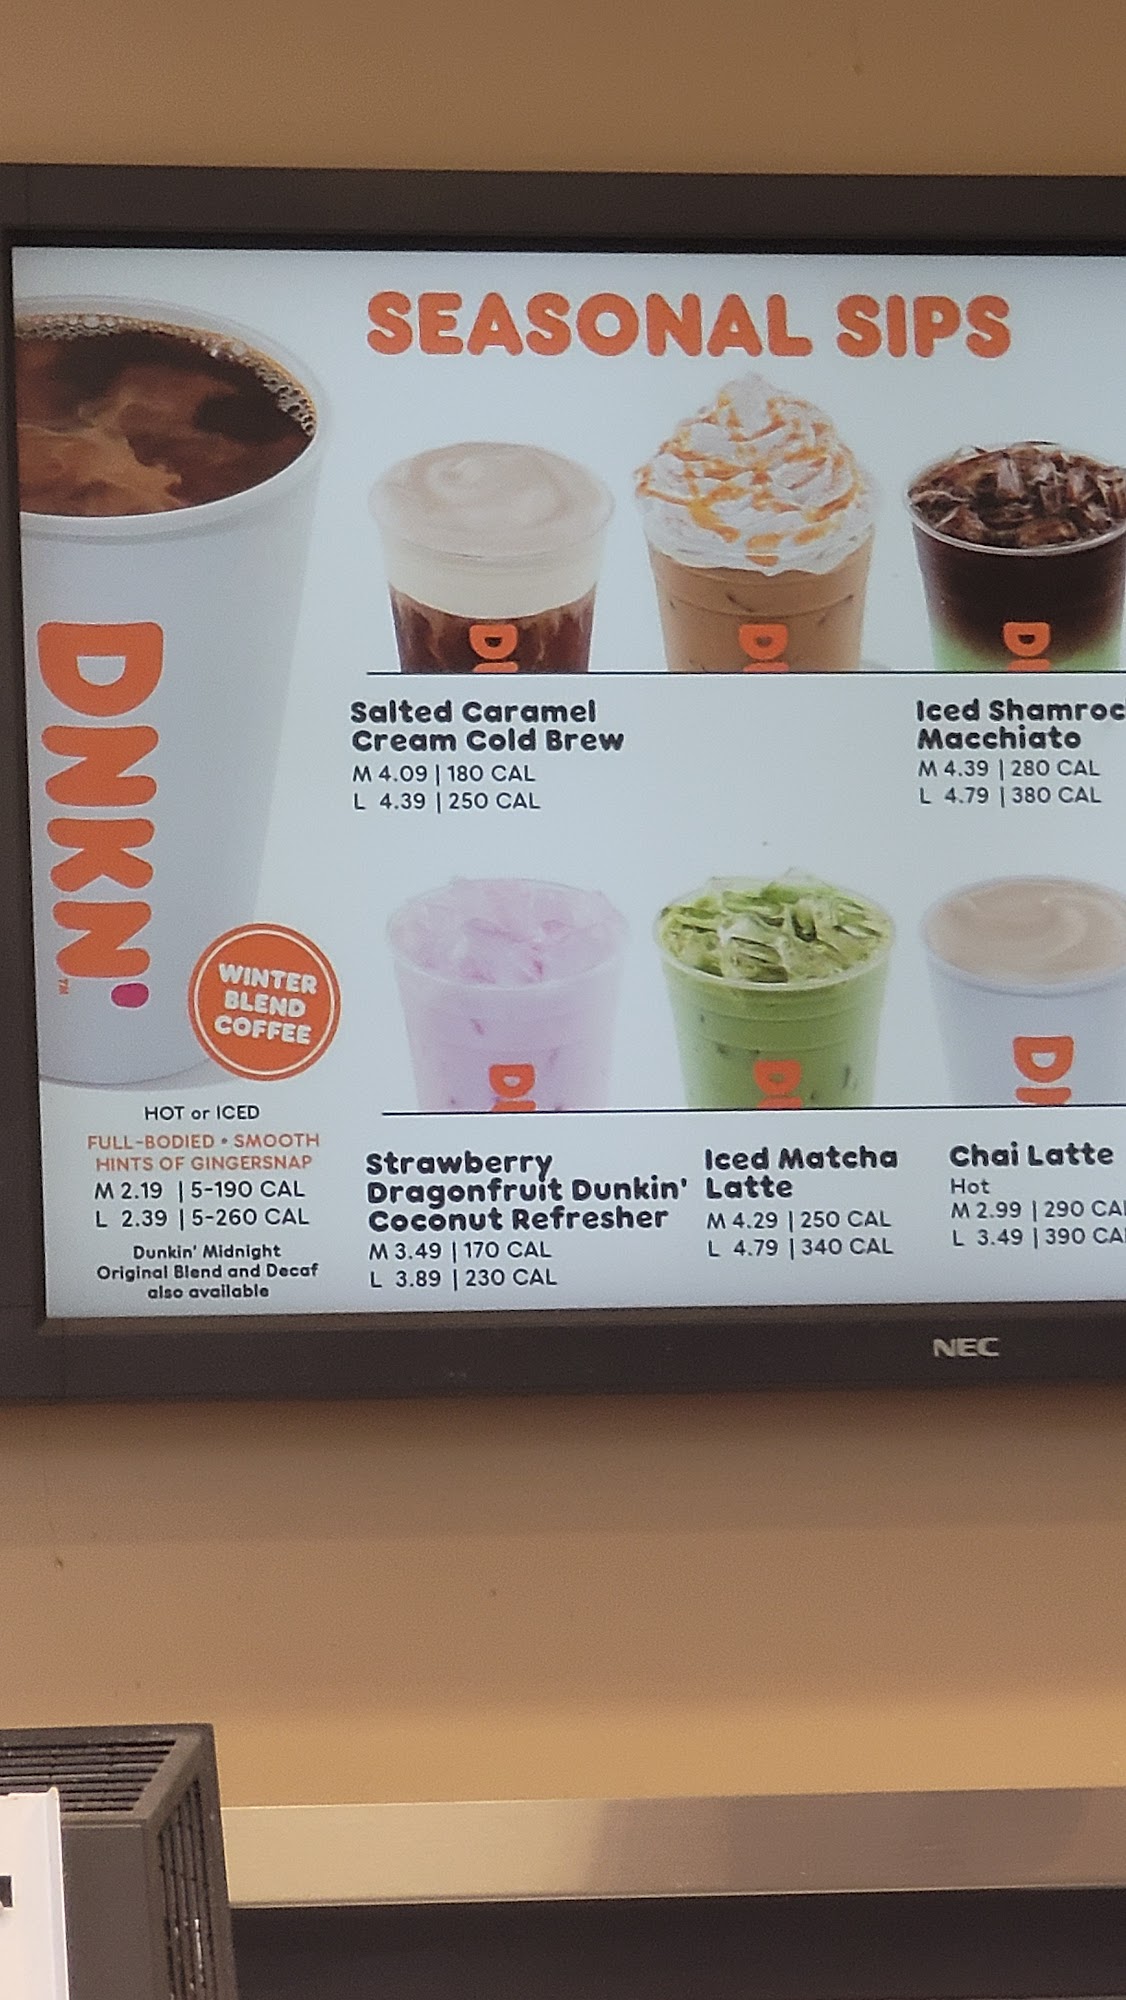 SEASONAL SIPS
DNKN'
TM
WINTER
BLEND
COFFEE
HOT or ICED
FULL-BODIED • SMOOTH
HINTS OF GINGERSNAP
M 2.19 | 5-190 CAL
L 2.39 | 5-260 CAL
Dunkin' Midnight
Original Blend and Decaf
also available
D
D
D
Salted Caramel
Cream Cold Brew
M 4.09 | 180 CAL
L 4.39 | 250 CAL
Iced Shamroc
Macchiato
M 4.39 | 280 CAL
L 4.79 | 380 CAL
D
D
D
Strawberry
Dragonfruit Dunkin'
Coconut Refresher
M 3.49 | 170 CAL
L 3.89 | 230 CAL
Iced Matcha
Latte
M 4.29 | 250 CAL
L 4.79 | 340 CAL
Chai Latte
Hot
M 2.99 | 290 CA
L 3.49 | 390 CA
NEC